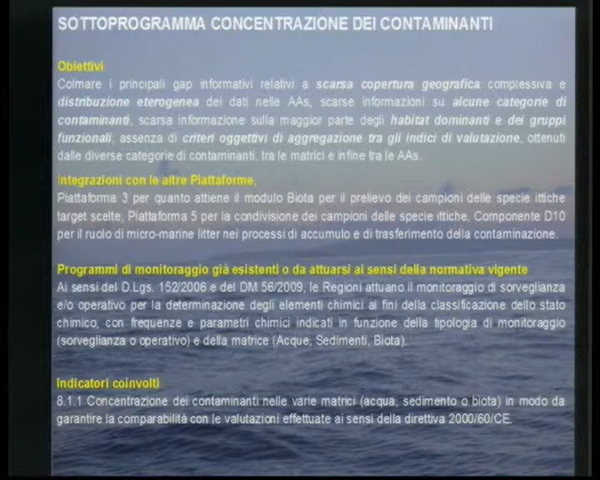 SOTTOPROGRAMMA CONCENTRAZIONE DEI CONTAMINANTI
Obiettivi
Colmare i principali gap informativi relativi a scarsa copertura geografica complessiva e
distribuzione eterogenea dei dati nelle AAs, scarse informazioni su alcune categorie di
contaminanti, scarsa informazione sulla maggior parte degli habitat dominanti e dei gruppi
funzionali, assenza di criteri oggettivi di aggregazione tra gli indici di valutazione, ottenuti
dalle diverse categorie di contaminanti, tra le matrici e infine tra le AAs.
Integrazioni con le altre Piattaforme,
Piattaforma 3 per quanto attiene il modulo Biota per il prelievo dei campioni delle specie ittiche
target scelte, Piattaforma 5 per la condivisione dei campioni delle specie ittiche, Componente D10
per il ruolo di micro-marine litter nei processi di accumulo e di trasferimento della contaminazione.
Programmi di monitoraggio già esistenti o da attuarsi ai sensi della normativa vigente
Ai sensi del D.Lgs. 152/2006 e del DM 56/2009, le Regioni attuano il monitoraggio di sorveglianza
e/o operativo per la determinazione degli elementi chimici ai fini della classificazione dello stato
chimico, con frequenze e parametri chimici indicati in funzione della tipologia di monitoraggio
(sorveglianza o operativo) e della matrice (Acque, Sedimenti, Biota).
Indicatori coinvolti
8.1.1 Concentrazione dei contaminanti nelle varie matrici (acqua, sedimento o biota) in modo da
garantire la comparabilità con le valutazioni effettuate ai sensi della direttiva 2000/60/CE.